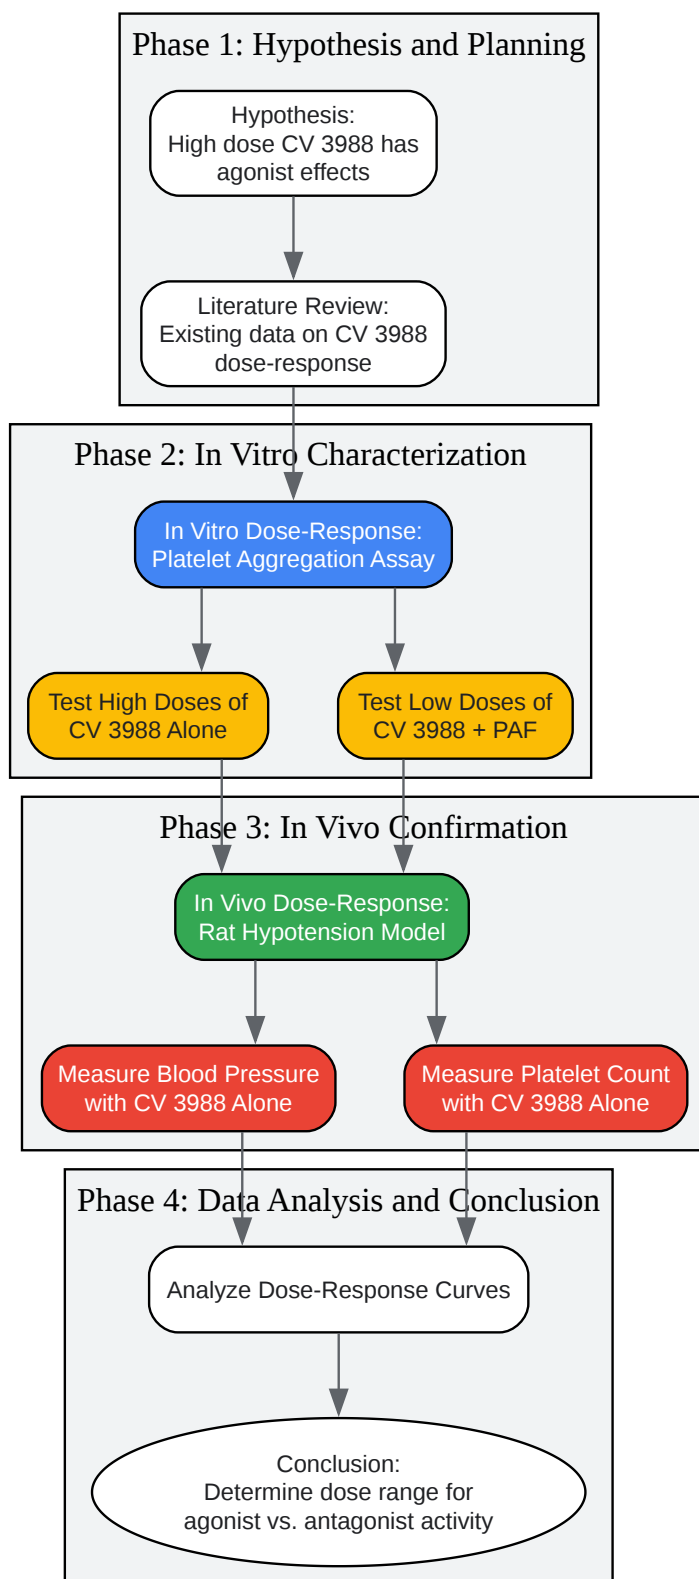 Phase 1: Hypothesis and Planning
Hypothesis:
High dose CV 3988 has
agonist effects
Literature Review:
Existing data on CV 3988
dose-response
Phase 2: In Vitro Characterization
In Vitro Dose-Response:
Platelet Aggregation Assay
Test High Doses of
CV 3988 Alone
Test Low Doses of
CV 3988 + PAF
Phase 3: In Vivo Confirmation
In Vivo Dose-Response:
Rat Hypotension Model
Measure Blood Pressure
with CV 3988 Alone
Measure Platelet Count
with CV 3988 Alone
Phase 4: Data Analysis and Conclusion
Analyze Dose-Response Curves
Conclusion:
Determine dose range for
agonist vs. antagonist activity